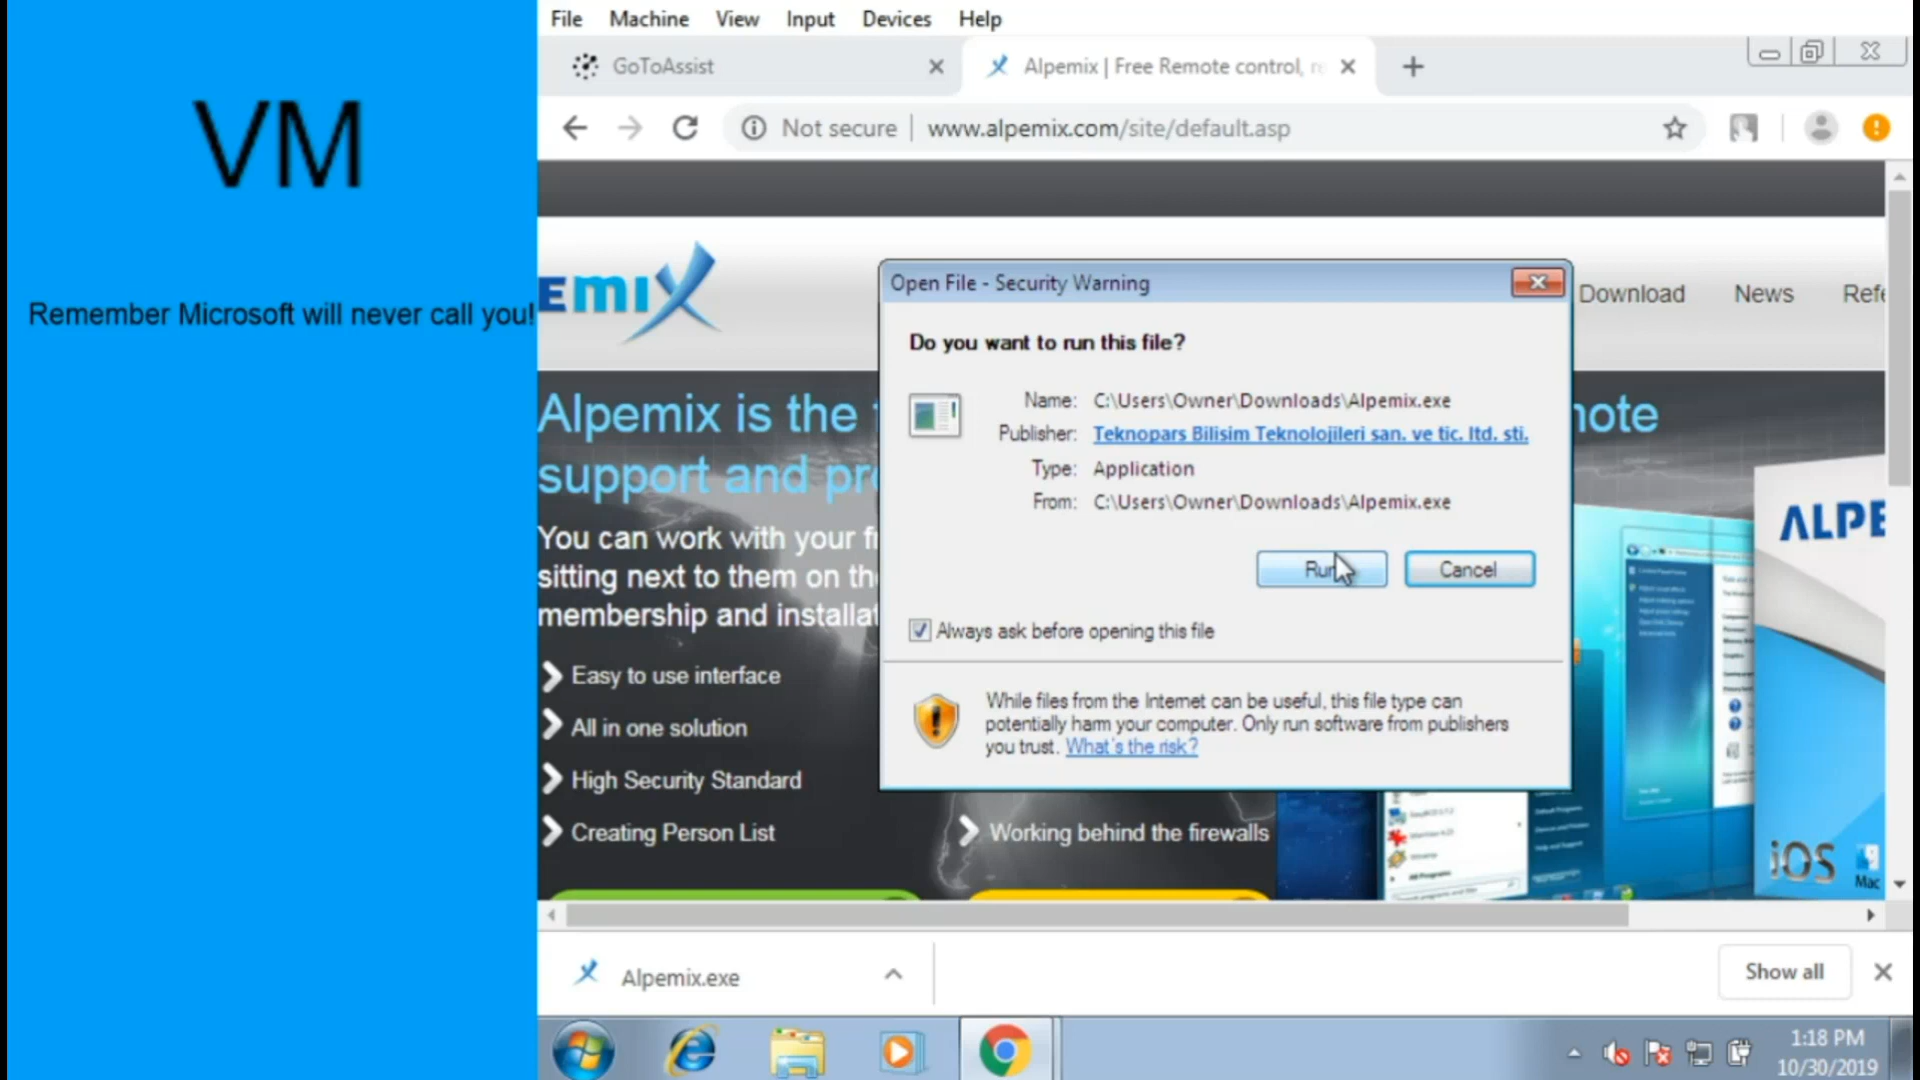 VM
Remember Microsoft will never call you!
File Machine View Input Devices Help
GoToAssist
Alpemix | Free Remote control, re
Not secure | www.alpemix.com/site/default.asp
EMIX
Download News Refe
Alpemix is the
note
support and pr
You can work with your fr
sitting next to them on the
membership and installat
Easy to use interface
All in one solution
High Security Standard
Creating Person List
Working behind the firewalls
ALPE
iOS
Mac
Open File - Security Warning
Do you want to run this file?
Name: C:\Users\Owner\Downloads\Alpemix.exe
Publisher: Teknopars Bilisim Teknolojileri san. ve tic. ltd. sti.
Type: Application
From: C:\Users\Owner\Downloads\Alpemix.exe
Run Cancel
Always ask before opening this file
While files from the Internet can be useful, this file type can
potentially harm your computer. Only run software from publishers
you trust. What's the risk?
Alpemix.exe
Show all
1:18 PM
10/30/2019